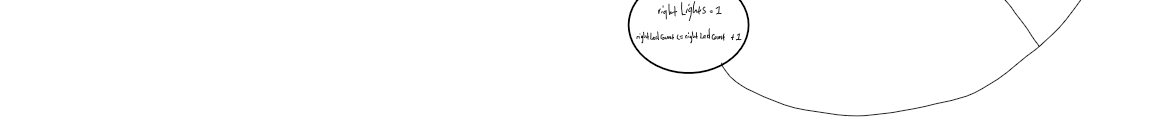 right Lights = 1
rightLedCount <= rightLedCount +1